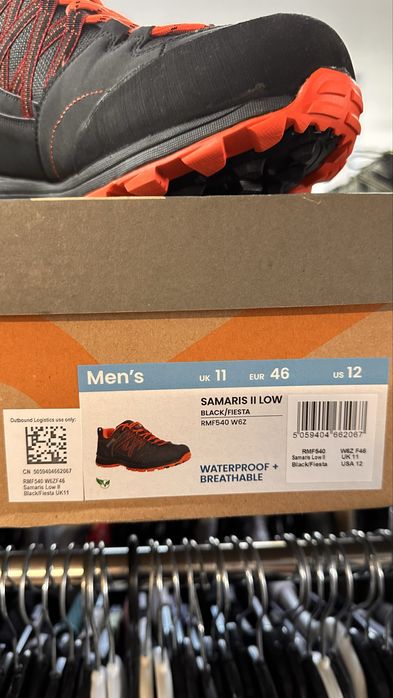 Men's UK 11 EUR 46 US 12
SAMARIS II LOW
BLACK/FIESTA
RMF540 W6Z
WATERPROOF +
BREATHABLE
Outbound Logistics use only:
CN 5059404662067
RMF540 W6ZF46
Samaris Low II
Black/Fiesta UK11
5 059404 662067
RMF540 W6Z F46
Samaris Low II UK 11
Black/Fiesta USA 12